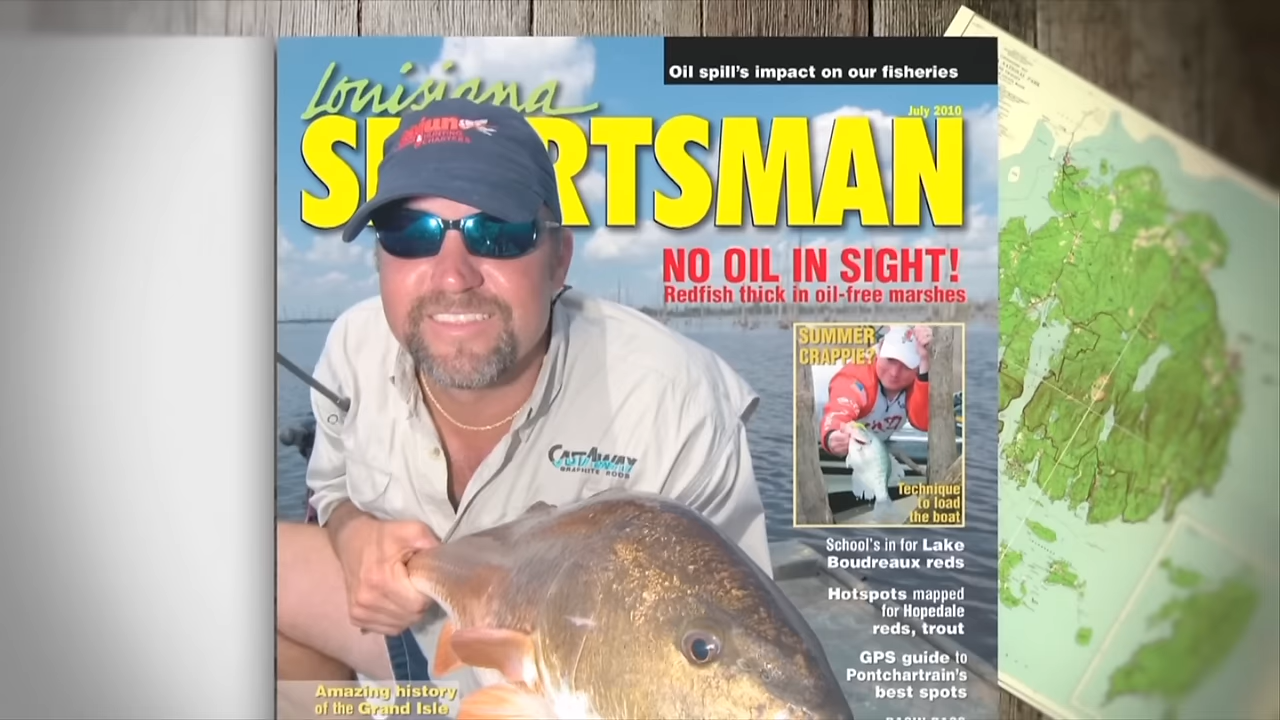 Oil spill's impact on our fisheries
Louisiana
July 2010
SPORTSMAN
NO OIL IN SIGHT!
Redfish thick in oil-free marshes
SUMMER
CRAPPIE?
Technique
to load
the boat
CASTAWAY
GRAPHITE RODS
School's in for Lake
Boudreaux reds
Hotspots mapped
for Hopedale
reds, trout
GPS guide to
Pontchartrain's
best spots
Amazing history
of the Grand Isle